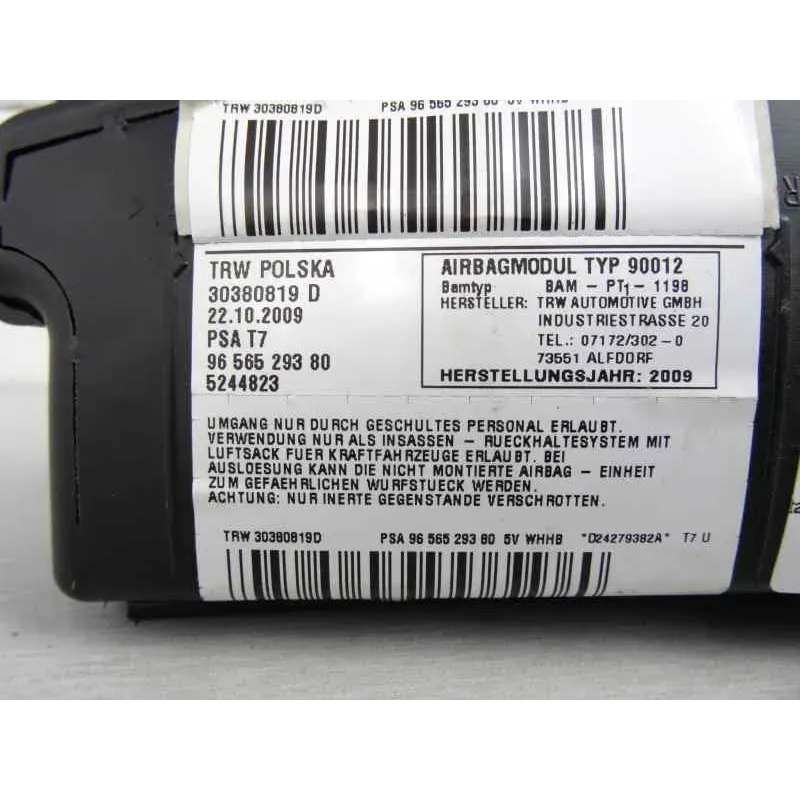 TRW 30380819D PSA 96 565 293 80 5V WHHB
TRW POLSKA
30380819 D
22.10.2009
PSA T7
96 565 293 80
5244823
AIRBAGMODUL TYP 90012
Bamtyp BAM - PT1 - 1198
HERSTELLER: TRW AUTOMOTIVE GMBH
INDUSTRIESTRASSE 20
TEL.: 07172/302-0
73551 ALFDORF
HERSTELLUNGSJAHR: 2009
UMGANG NUR DURCH GESCHULTES PERSONAL ERLAUBT.
VERWENDUNG NUR ALS INSASSEN - RUECKHALTESYSTEM MIT
LUFTSACK FUER KRAFTFAHRZEUGE ERLAUBT. BEI
AUSLOESUNG KANN DIE NICHT MONTIERTE AIRBAG - EINHEIT
ZUM GEFAEHRLICHEN WURFSTUECK WERDEN.
ACHTUNG: NUR INERTE GEGENSTANDE VERSCHROTTEN.
TRW 30380819D PSA 96 565 293 80 5V WHHB *D24279382A* T7 U